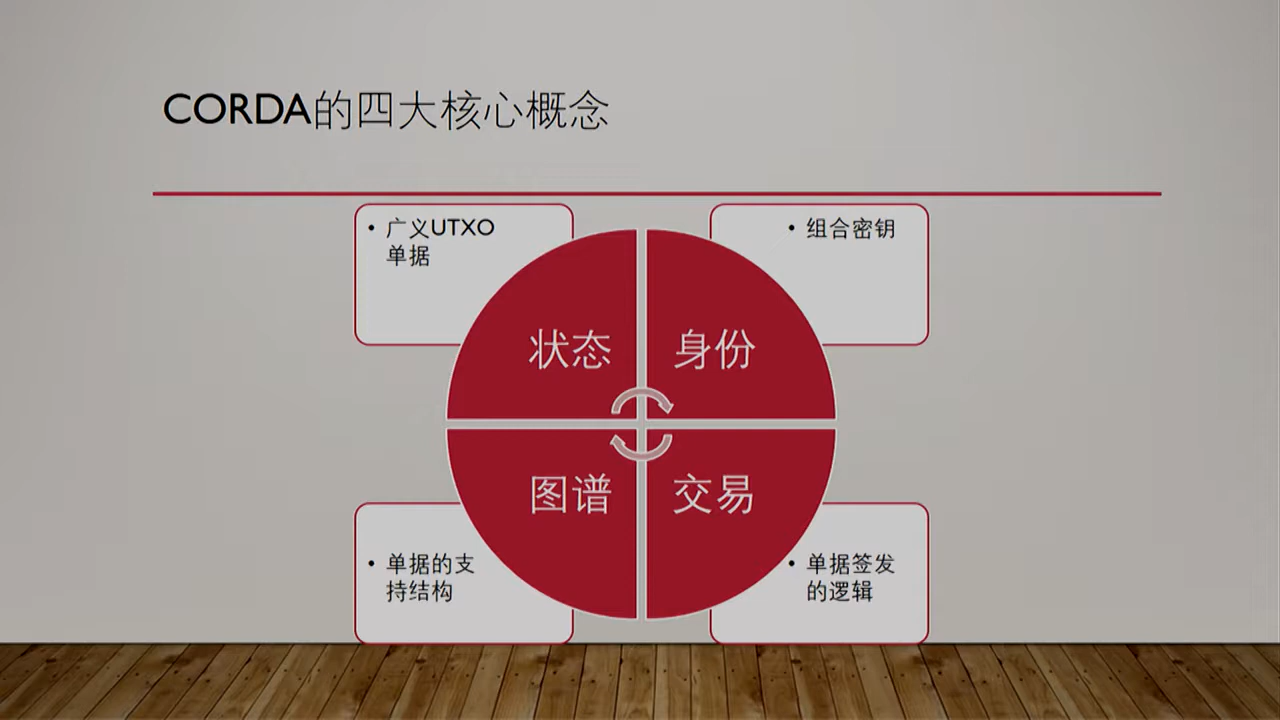 CORDA的四大核心概念
• 广义UTXO
单据
• 组合密钥
状态
身份
图谱
交易
• 单据的支
持结构
• 单据签发
的逻辑